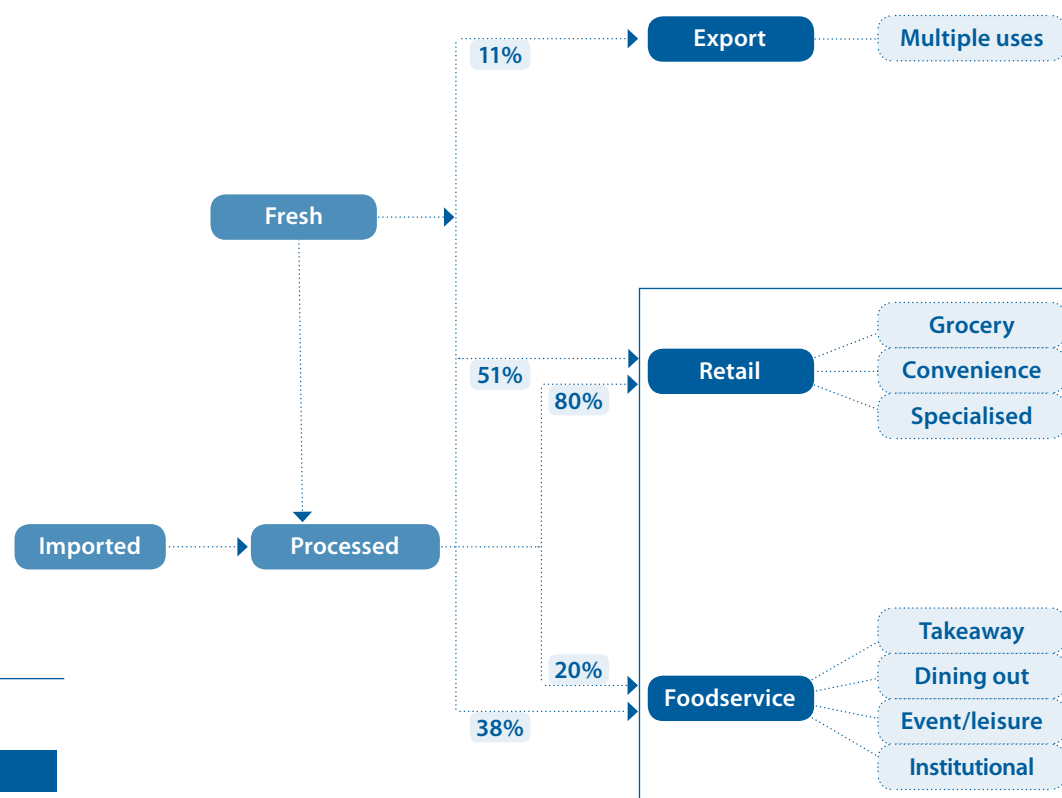 Export
Multiple uses
11%
Fresh
Grocery
Retail
Convenience
51%
80%
Specialised
Imported
Processed
Takeaway
20%
Dining out
Foodservice
Event/leisure
38%
Institutional